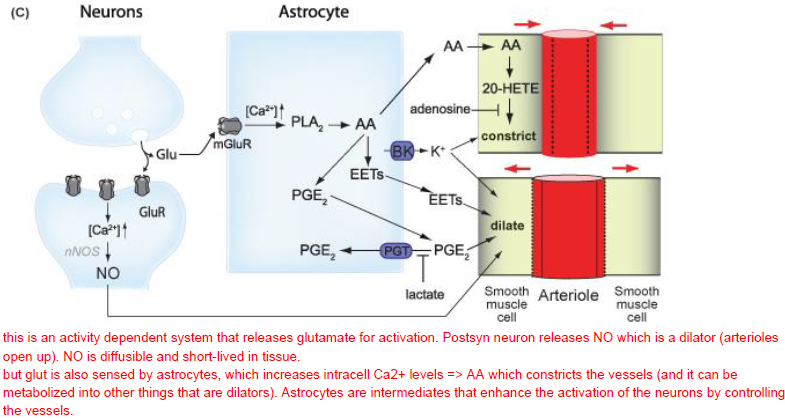 (C)
Neurons
Astrocyte
AA
AA
20-HETE
adenosine
constrict
[Ca²⁺]↑
PLA₂
AA
mGluR
Glu
BK
K⁺
EETs
EETs
PGE₂
GluR
[Ca²⁺]↑
nNOS
NO
dilate
PGE₂
PGT
PGE₂
lactate
Smooth muscle cell
Arteriole
Smooth muscle cell
this is an activity dependent system that releases glutamate for activation. Postsyn neuron releases NO which is a dilator (arterioles
open up). NO is diffusible and short-lived in tissue.
but glut is also sensed by astrocytes, which increases intracell Ca2+ levels => AA which constricts the vessels (and it can be
metabolized into other things that are dilators). Astrocytes are intermediates that enhance the activation of the neurons by controlling
the vessels.